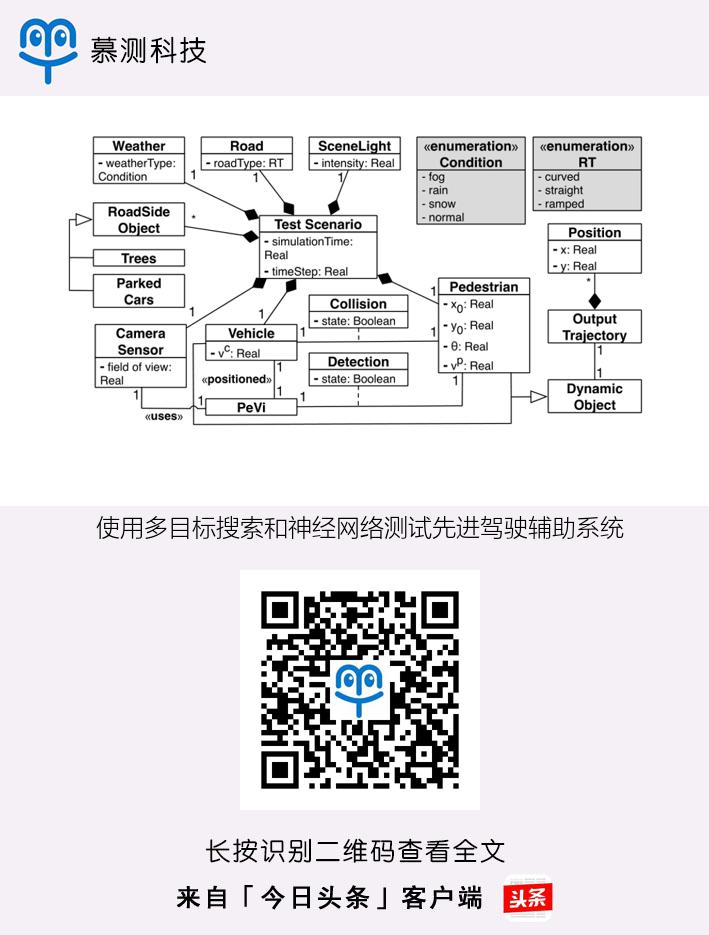 慕测科技
Weather
- weatherType:
Condition
Road
- roadType: RT
SceneLight
- intensity: Real
«enumeration»
Condition
- fog
- rain
- snow
- normal
«enumeration»
RT
- curved
- straight
- ramped
1
1
1
RoadSide
Object
*
Trees
Parked
Cars
Test Scenario
- simulationTime:
Real
- timeStep: Real
Position
- x: Real
- y: Real
*
Pedestrian
- x0: Real
- y0: Real
- θ: Real
- vp: Real
1
1
1
Collision
- state: Boolean
Output
Trajectory
1
1
Camera
Sensor
- field of view:
Real
1
1
Vehicle
- vc: Real
1
1
1
«positioned»
Detection
- state: Boolean
Dynamic
Object
PeVi
1
1
1
«uses»
使用多目标搜索和神经网络测试先进驾驶辅助系统
长按识别二维码查看全文
来自「今日头条」客户端
头条